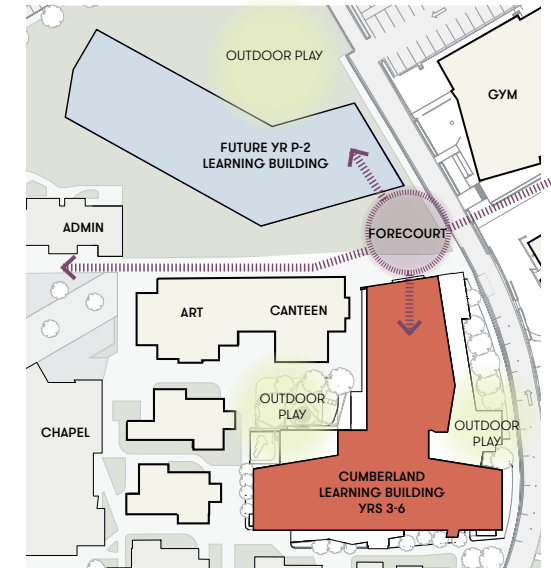 OUTDOOR PLAY
GYM
FUTURE YR P-2
LEARNING BUILDING
ADMIN
FORECOURT
ART
CANTEEN
OUTDOOR
PLAY
CHAPEL
OUTDOOR
PLAY
CUMBERLAND
LEARNING BUILDING
YRS 3-6